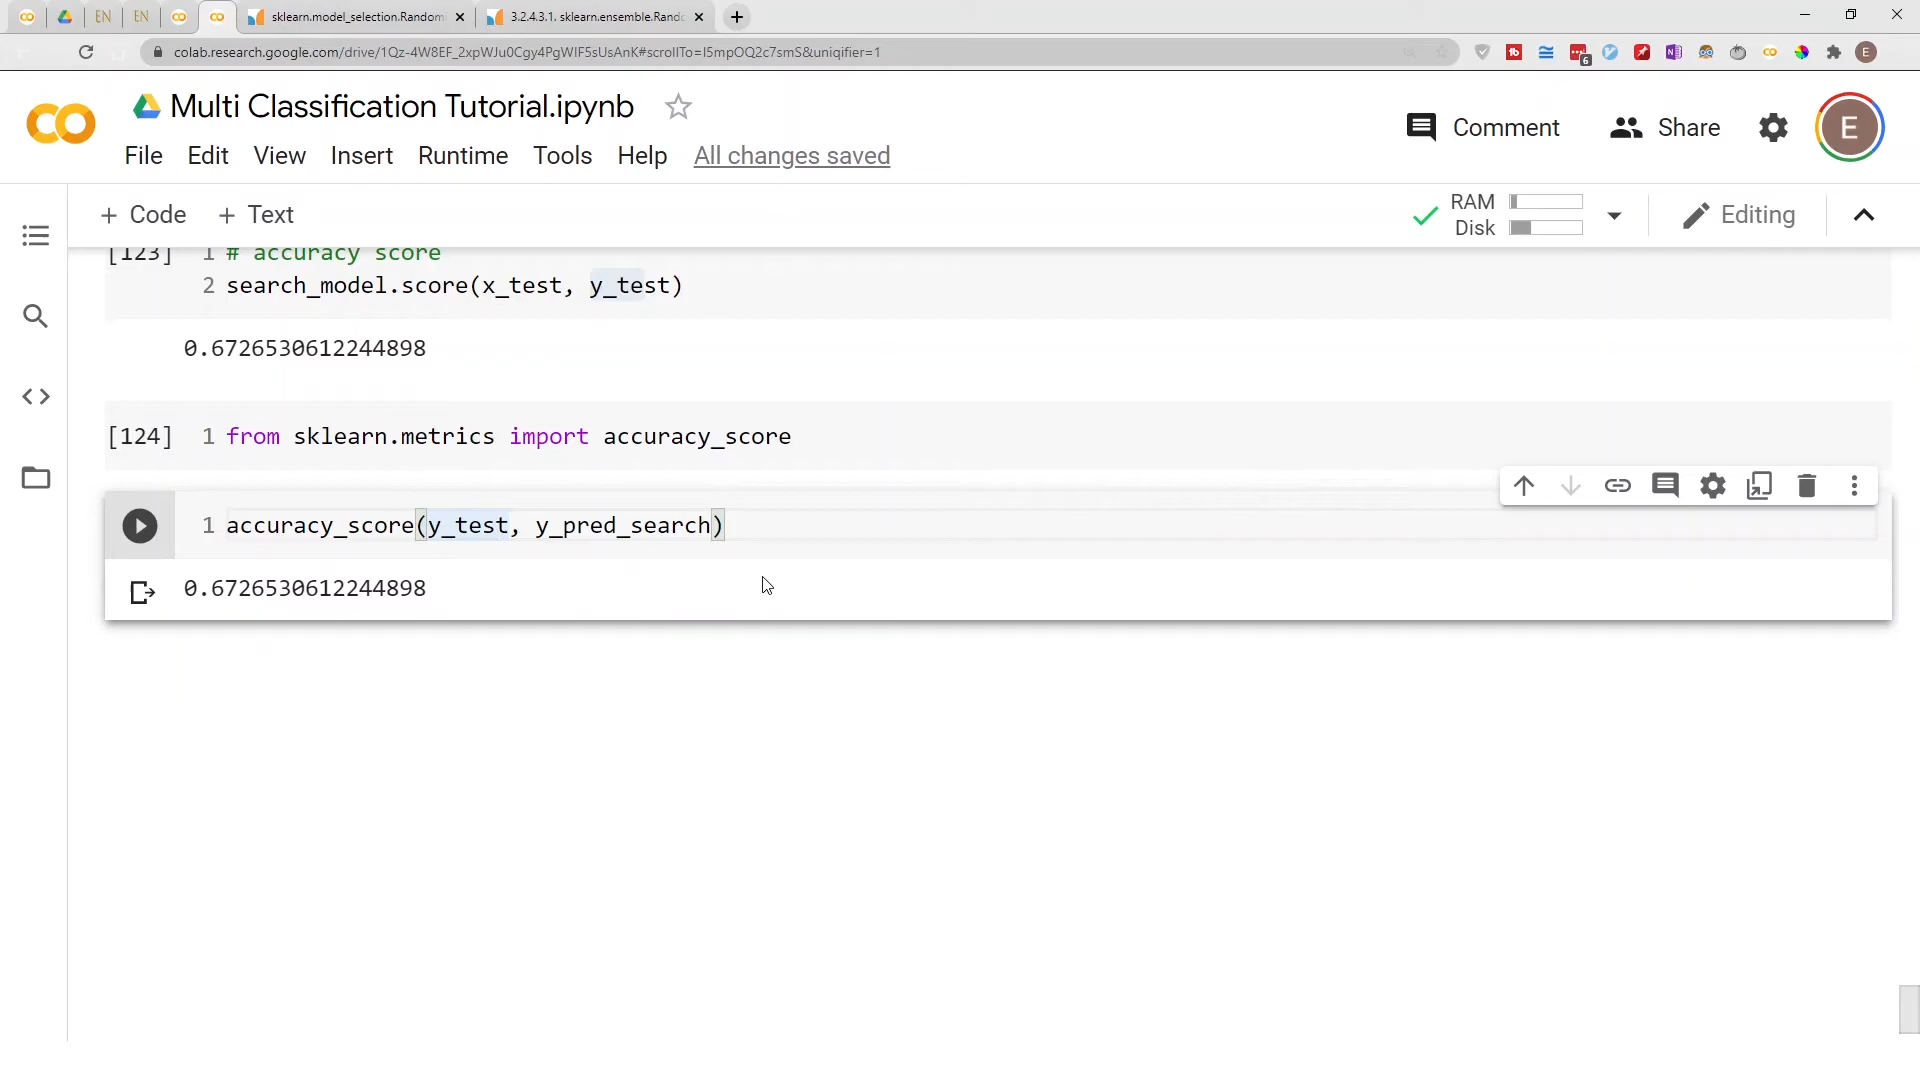 EN EN sklearn.model_selection.Random 3.2.4.3.1. sklearn.ensemble.Rand
colab.research.google.com/drive/1Qz-4W8EF_2xpWJu0Cgy4PgWIF5sUsAnK#scrollTo=I5mpOQ2c7smS&uniqifier=1
6 E
Multi Classification Tutorial.ipynb
Comment Share E
File Edit View Insert Runtime Tools Help All changes saved
+ Code + Text RAM Disk Editing
[123] 1 # accuracy score
2 search_model.score(x_test, y_test)
0.6726530612244898
[124] 1 from sklearn.metrics import accuracy_score
1 accuracy_score(y_test, y_pred_search)
0.6726530612244898